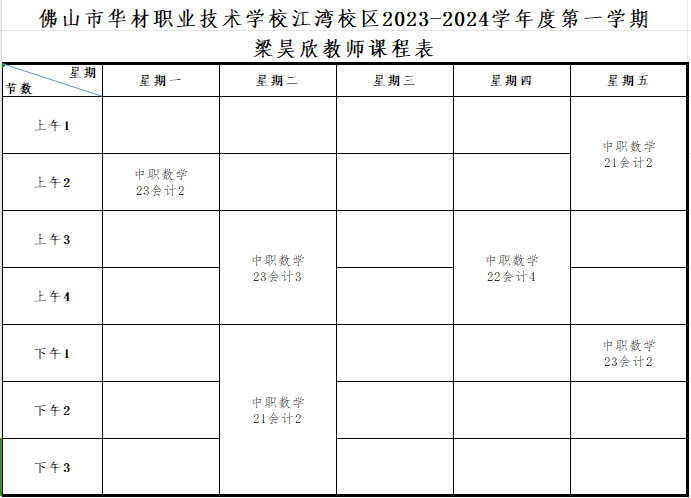 佛山市华材职业技术学校江湾校区2023-2024学年度第一学期
梁昊欣教师课程表
星期
节数
星期一
星期二
星期三
星期四
星期五
上午1
中职数学
21会计2
上午2
中职数学
23会计2
上午3
中职数学
23会计3
中职数学
22会计4
上午4
下午1
中职数学
23会计2
下午2
中职数学
21会计2
下午3